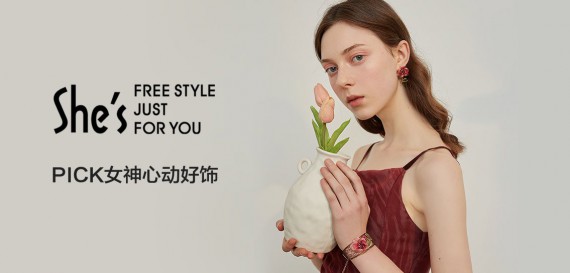 She's
FREE STYLE
JUST
FOR YOU
PICK女神心动好饰